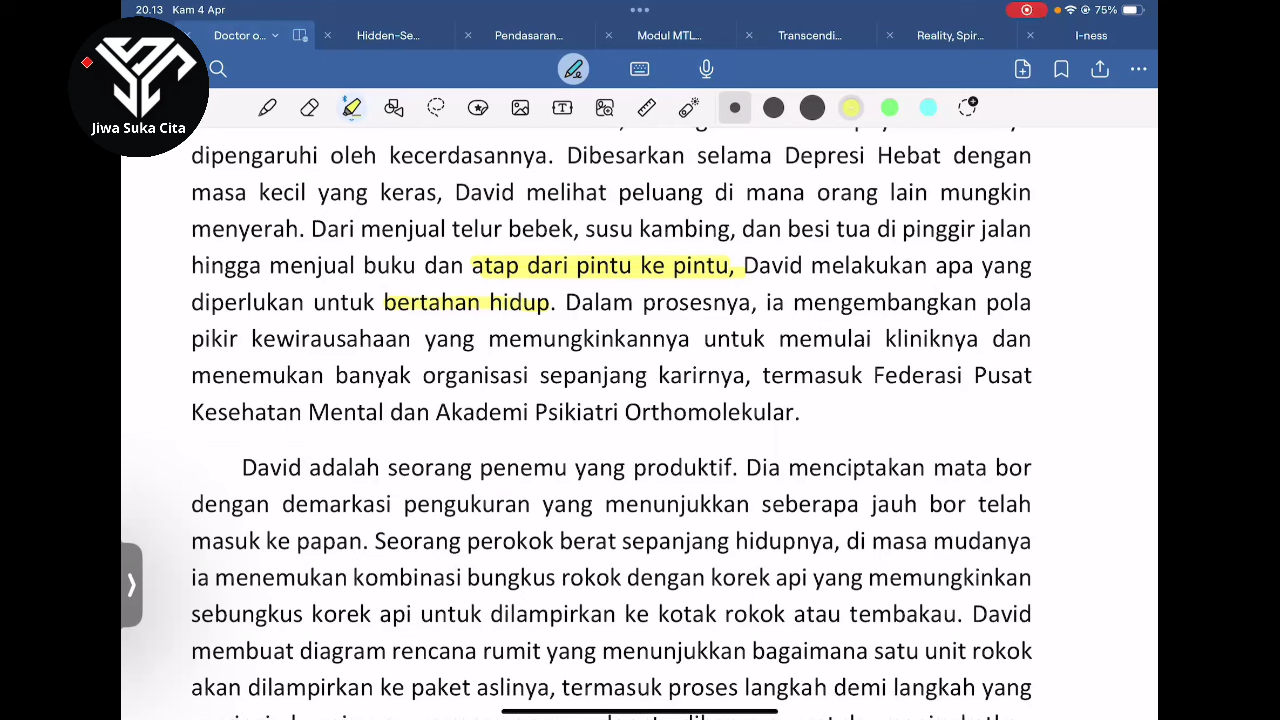 20.13 Kam 4 Apr
75%
Doctor o...
Hidden-Se...
Pendasaran...
Modul MTL...
Transcendi...
Reality, Spir...
I-ness
Jiwa Suka Cita
dipengaruhi oleh kecerdasannya. Dibesarkan selama Depresi Hebat dengan
masa kecil yang keras, David melihat peluang di mana orang lain mungkin
menyerah. Dari menjual telur bebek, susu kambing, dan besi tua di pinggir jalan
hingga menjual buku dan atap dari pintu ke pintu, David melakukan apa yang
diperlukan untuk bertahan hidup. Dalam prosesnya, ia mengembangkan pola
pikir kewirausahaan yang memungkinkannya untuk memulai kliniknya dan
menemukan banyak organisasi sepanjang karirnya, termasuk Federasi Pusat
Kesehatan Mental dan Akademi Psikiatri Orthomolekular.
David adalah seorang penemu yang produktif. Dia menciptakan mata bor
dengan demarkasi pengukuran yang menunjukkan seberapa jauh bor telah
masuk ke papan. Seorang perokok berat sepanjang hidupnya, di masa mudanya
ia menemukan kombinasi bungkus rokok dengan korek api yang memungkinkan
sebungkus korek api untuk dilampirkan ke kotak rokok atau tembakau. David
membuat diagram rencana rumit yang menunjukkan bagaimana satu unit rokok
akan dilampirkan ke paket aslinya, termasuk proses langkah demi langkah yang